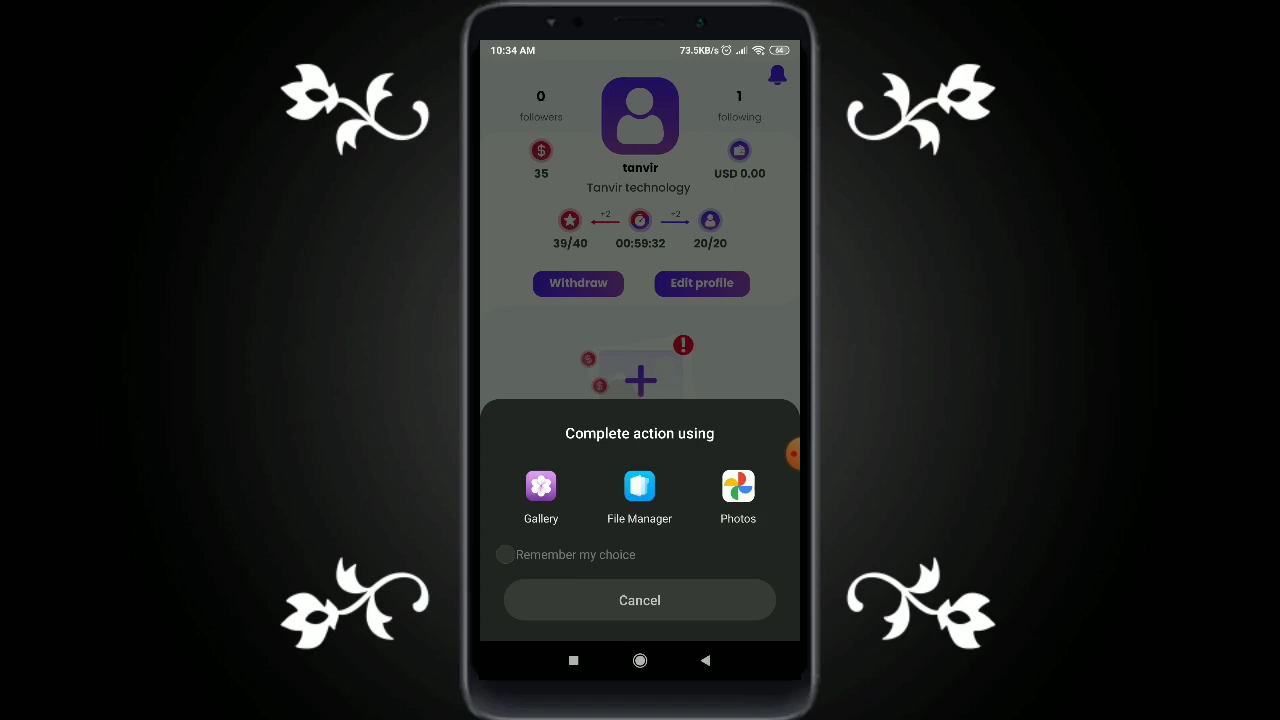 10:34 AM
73.5KB/s
64
0
followers
1
following
35
tanvir
USD 0.00
Tanvir technology
+2
+2
39/40
00:59:32
20/20
Withdraw
Edit profile
Complete action using
Gallery
File Manager
Photos
Remember my choice
Cancel